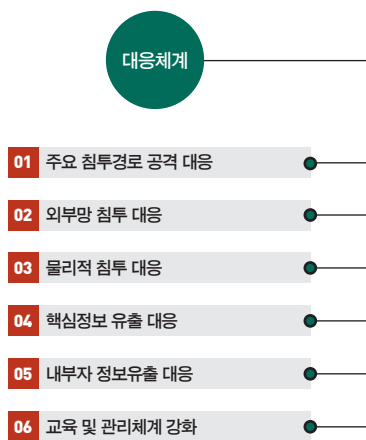 대응체계
01 주요 침투경로 공격 대응
02 외부망 침투 대응
03 물리적 침투 대응
04 핵심정보 유출 대응
05 내부자 정보유출 대응
06 교육 및 관리체계 강화